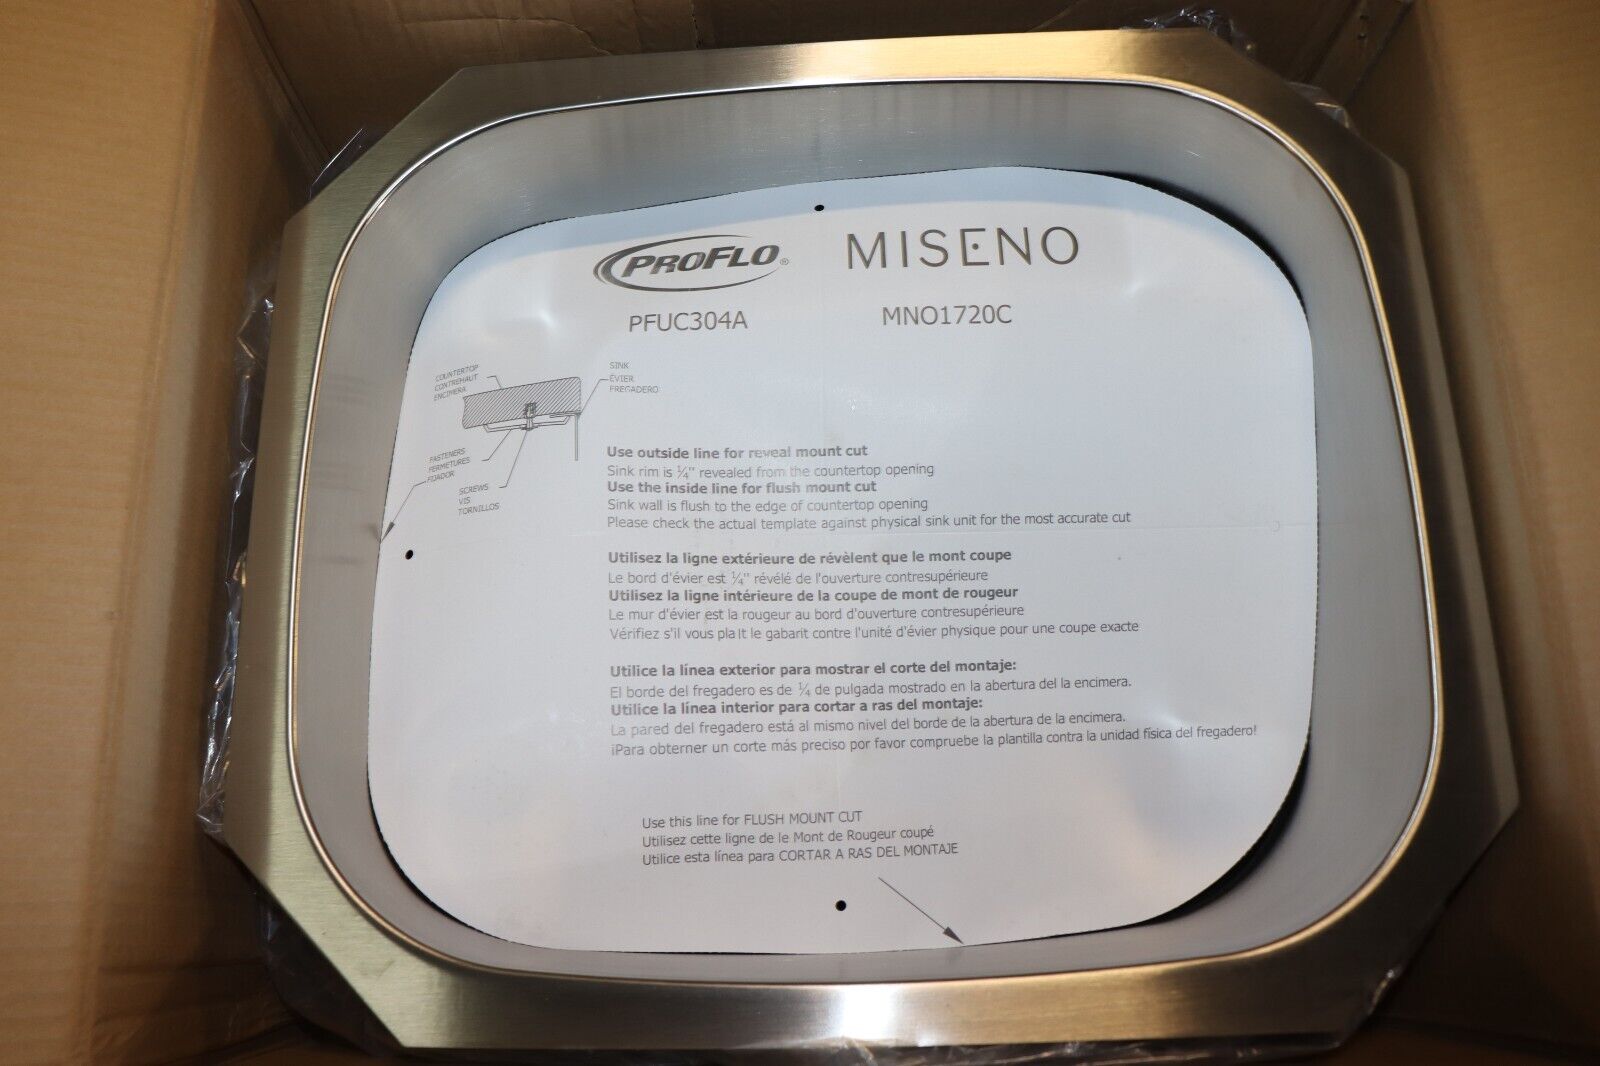 PROFLO® MISENO
PFUC304A MNO1720C
COUNTERTOP
CONTREHAUT
ENCIMERA
SINK
ÉVIER
FREGADERO
FASTENERS
FERMETURES
FIJADOR
SCREWS
VIS
TORNILLOS
Use outside line for reveal mount cut
Sink rim is ¼" revealed from the countertop opening
Use the inside line for flush mount cut
Sink wall is flush to the edge of countertop opening
Please check the actual template against physical sink unit for the most accurate cut
Utilisez la ligne extérieure de révèlent que le mont coupe
Le bord d'évier est ¼" révélé de l'ouverture contresupérieure
Utilisez la ligne intérieure de la coupe de mont de rougeur
Le mur d'évier est la rougeur au bord d'ouverture contresupérieure
Vérifiez s'il vous plaît le gabarit contre l'unité d'évier physique pour une coupe exacte
Utilice la línea exterior para mostrar el corte del montaje:
El borde del fregadero es de ¼ de pulgada mostrado en la abertura del la encimera.
Utilice la línea interior para cortar a ras del montaje:
La pared del fregadero está al mismo nivel del borde de la abertura de la encimera.
¡Para obterner un corte más preciso por favor compruebe la plantilla contra la unidad física del fregadero!
Use this line for FLUSH MOUNT CUT
Utilisez cette ligne de le Mont de Rougeur coupé
Utilice esta línea para CORTAR A RAS DEL MONTAJE